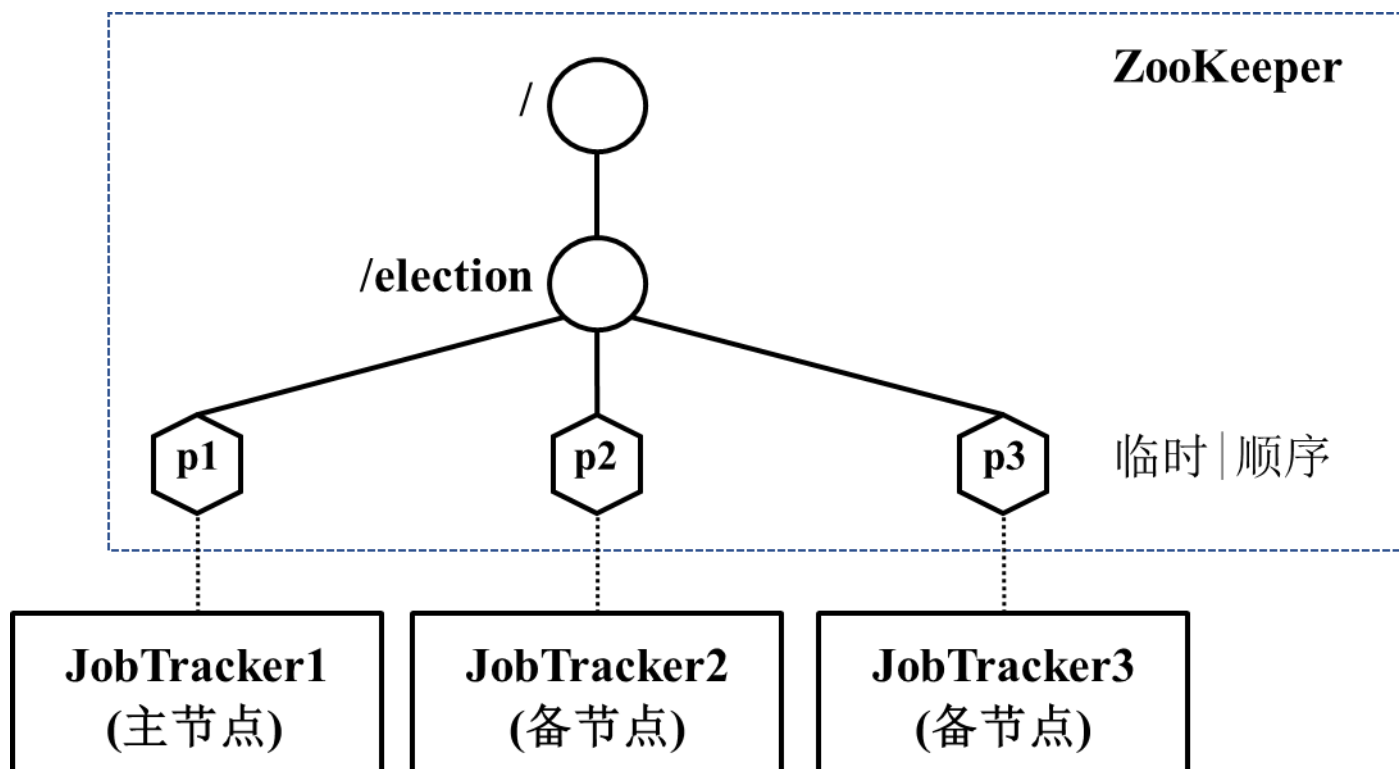 ZooKeeper
/
/election
p1
p2
p3
临时|顺序
JobTracker1
(主节点)
JobTracker2
(备节点)
JobTracker3
(备节点)